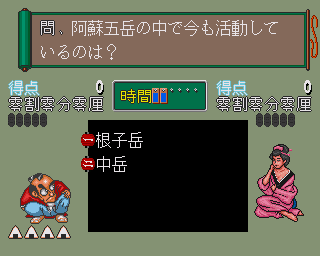 問、阿蘇五岳の中で今も活動して
いるのは？
得点 0
零割零分零厘
時間
得点 0
零割零分零厘
一 根子岳
二 中岳